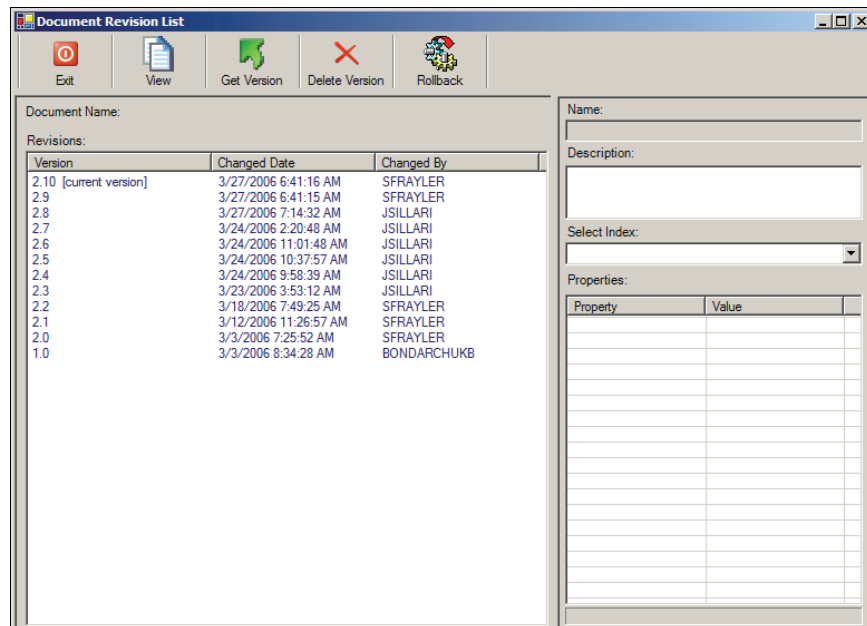 Document Revision List
Exit View Get Version Delete Version Rollback
Document Name:
Revisions:
Version Changed Date Changed By
2.10 [current version] 3/27/2006 6:41:16 AM SFRAYLER
2.9 3/27/2006 6:41:15 AM SFRAYLER
2.8 3/27/2006 7:14:32 AM JSILLARI
2.7 3/24/2006 2:20:48 AM JSILLARI
2.6 3/24/2006 11:01:48 AM JSILLARI
2.5 3/24/2006 10:37:57 AM JSILLARI
2.4 3/24/2006 9:58:39 AM JSILLARI
2.3 3/23/2006 3:53:12 AM JSILLARI
2.2 3/18/2006 7:49:25 AM SFRAYLER
2.1 3/12/2006 11:26:57 AM SFRAYLER
2.0 3/3/2006 7:25:52 AM SFRAYLER
1.0 3/3/2006 8:34:28 AM BONDARCHUKB
Name:
Description:
Select Index:
Properties:
Property Value